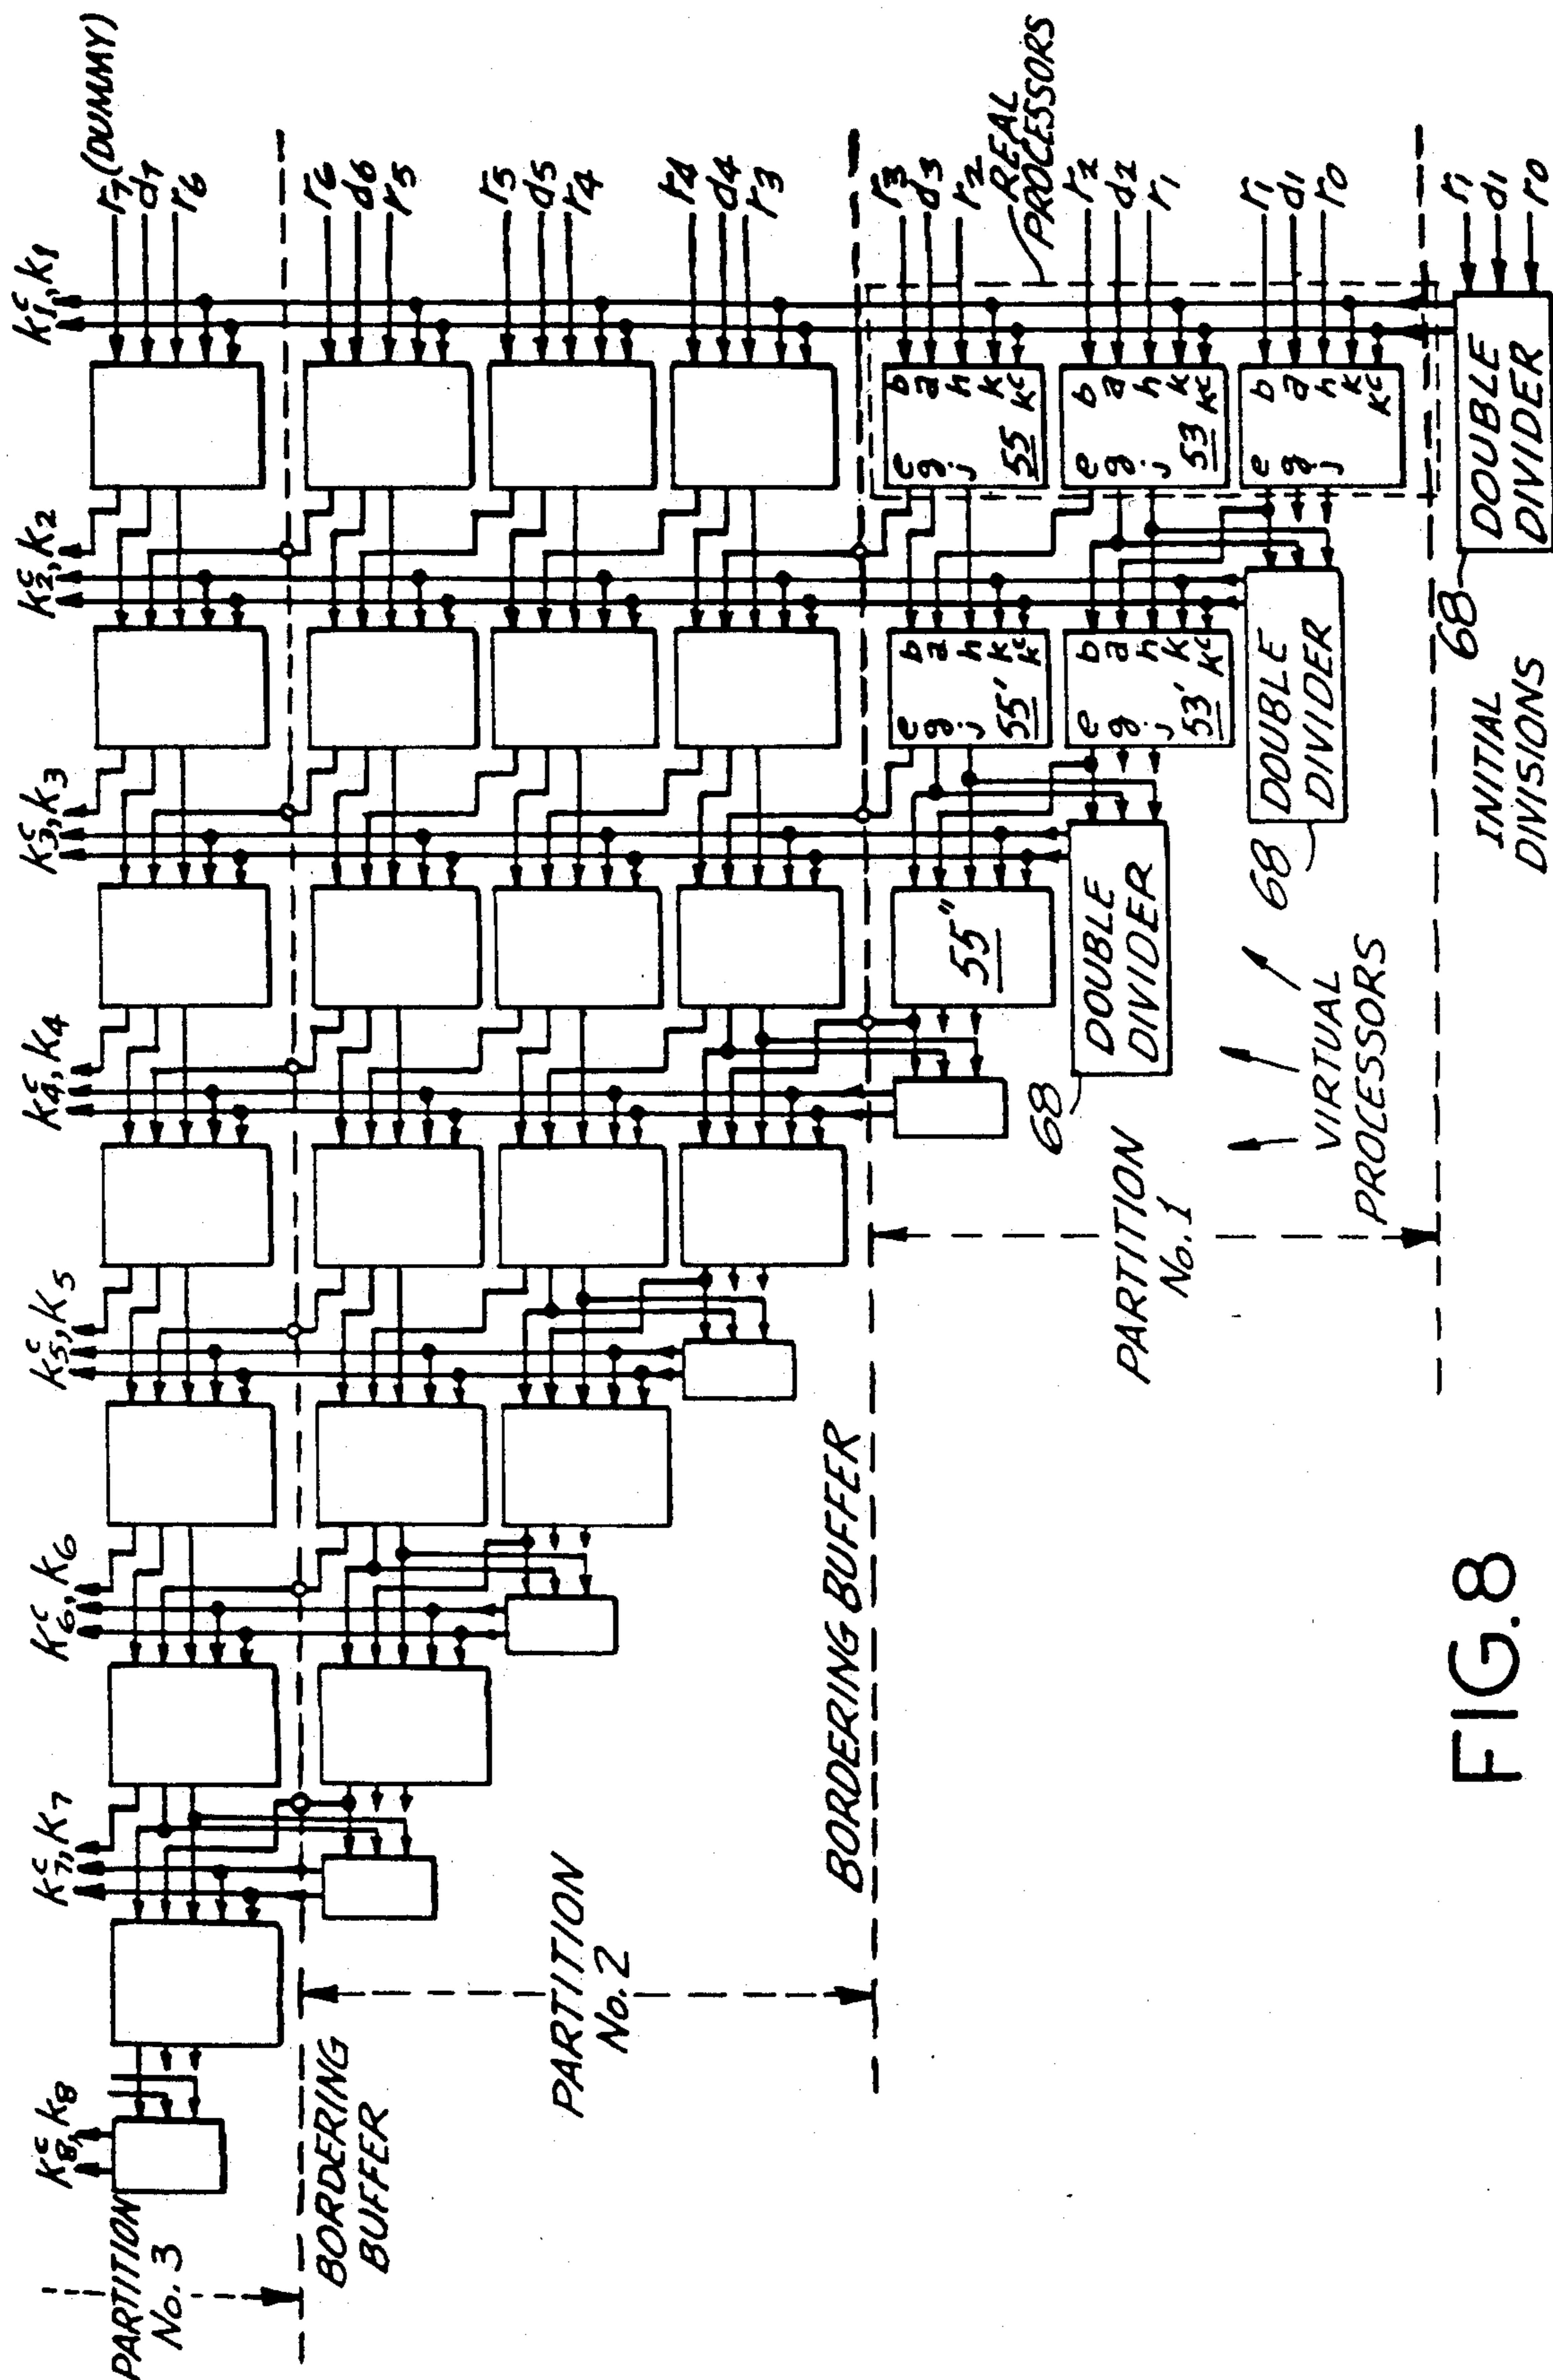 K₈ᶜ, K₈
K₇ᶜ, K₇
K₆ᶜ, K₆
K₅ᶜ, K₅
K₄ᶜ, K₄
K₃ᶜ, K₃
K₂ᶜ, K₂
K₁ᶜ, K₁
r₇ (DUMMY)
d₇
r₆
r₆
d₆
r₅
r₅
d₅
r₄
r₄
d₄
r₃
r₃
d₃
r₂
REAL
PROCESSORS
r₂
d₂
r₁
r₁
d₁
r₀
r₁
d₁
r₀
PARTITION
No. 3
BORDERING
BUFFER
PARTITION
No. 2
BORDERING BUFFER
PARTITION
No. 1
VIRTUAL
PROCESSORS
INITIAL
DIVISIONS
e b
g a
j h
55 k
kᶜ
e b
g a
j h
53 k
kᶜ
e b
g a
j h
k
kᶜ
e b
g a
j h
55' k
kᶜ
e b
g a
j h
53' k
kᶜ
55"
DOUBLE
DIVIDER
68
DOUBLE
DIVIDER
68
DOUBLE
DIVIDER
68
FIG.8